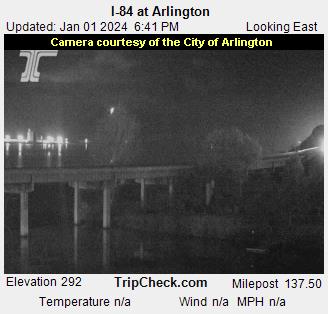 I-84 at Arlington
Updated: Jan 01 2024 6:41 PM Looking East
Camera courtesy of the City of Arlington
Elevation 292 TripCheck.com Milepost 137.50
Temperature n/a Wind n/a MPH n/a